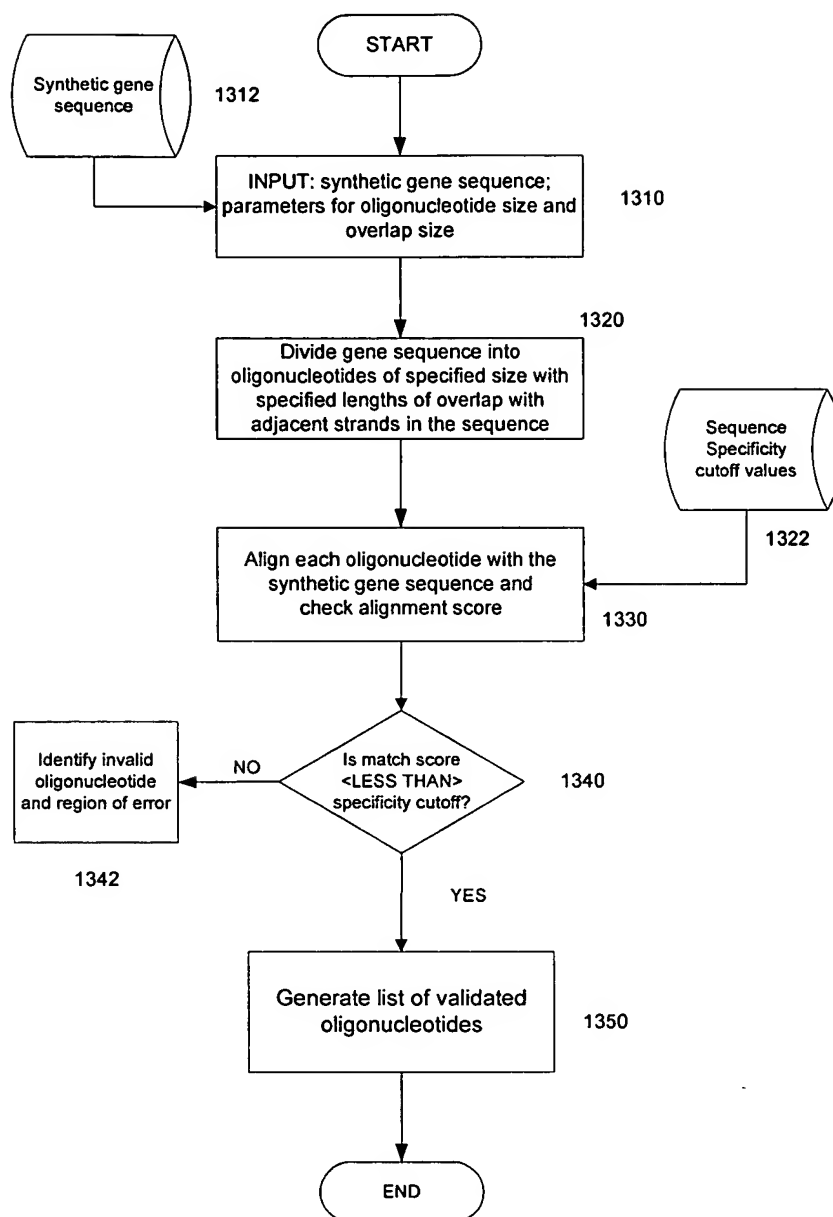 START
Synthetic gene
sequence
1312
INPUT: synthetic gene sequence;
parameters for oligonucleotide size and
overlap size
1310
1320
Divide gene sequence into
oligonucleotides of specified size with
specified lengths of overlap with
adjacent strands in the sequence
Sequence
Specificity
cutoff values
1322
Align each oligonucleotide with the
synthetic gene sequence and
check alignment score
1330
Identify invalid
oligonucleotide
and region of error
NO
Is match score
<LESS THAN>
specificity cutoff?
1340
1342
YES
Generate list of validated
oligonucleotides
1350
END